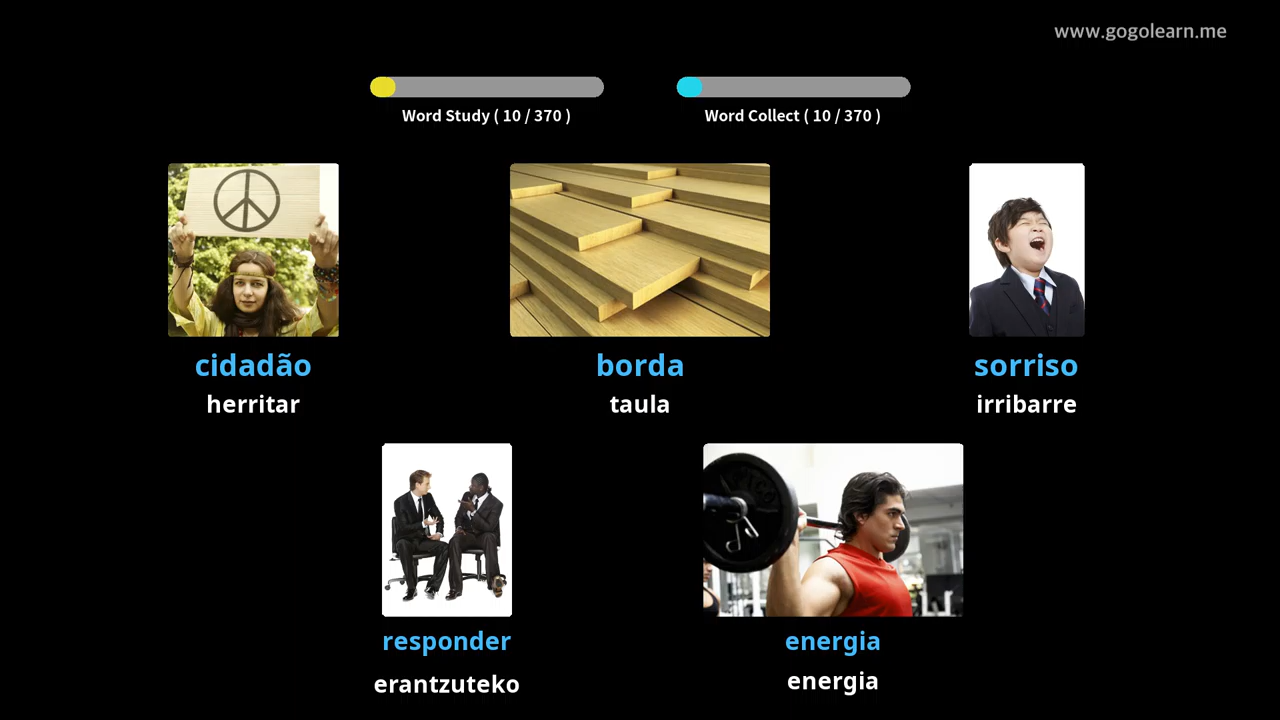 www.gogolearn.me
Word Study ( 10 / 370 )
Word Collect ( 10 / 370 )
cidadão
herritar
borda
taula
sorriso
irribarre
responder
erantzuteko
energia
energia